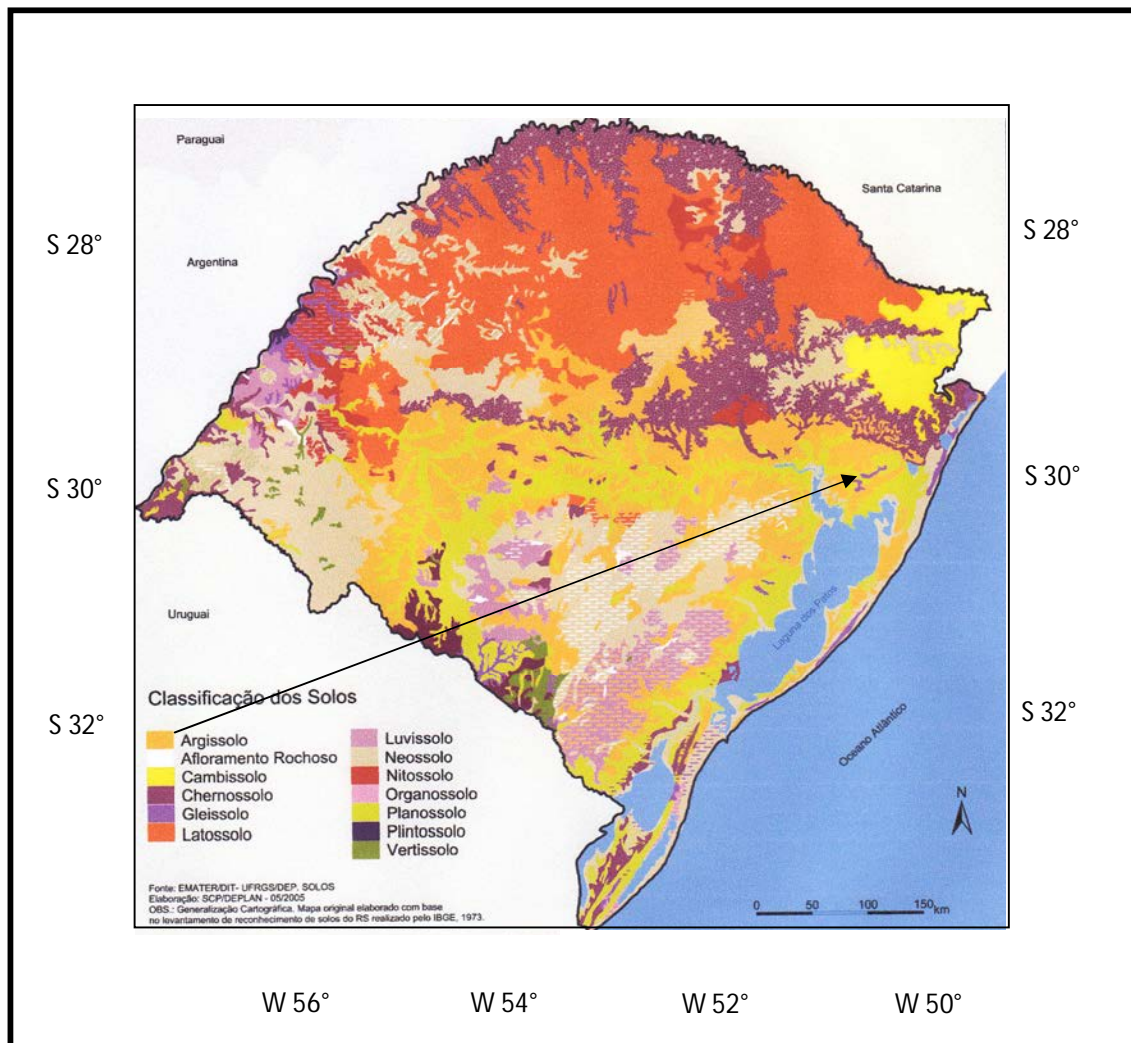 Paraguai
Santa Catarina
S 28°
S 28°
Argentina
S 30°
S 30°
Uruguai
Laguna dos Patos
Classificação dos Solos
S 32°
S 32°
Oceano Atlântico
Argissolo
Afloramento Rochoso
Cambissolo
Chernossolo
Gleissolo
Latossolo
Luvissolo
Neossolo
Nitossolo
Organossolo
Planossolo
Plintossolo
Vertissolo
N
Fonte: EMATER/DIT- UFRGS/DEP. SOLOS
Elaboração: SCP/DEPLAN - 05/2005
OBS.: Generalização Cartográfica. Mapa original elaborado com base
no levantamento de reconhecimento de solos do RS realizado pelo IBGE, 1973.
0 50 100 150 km
W 56° W 54° W 52° W 50°